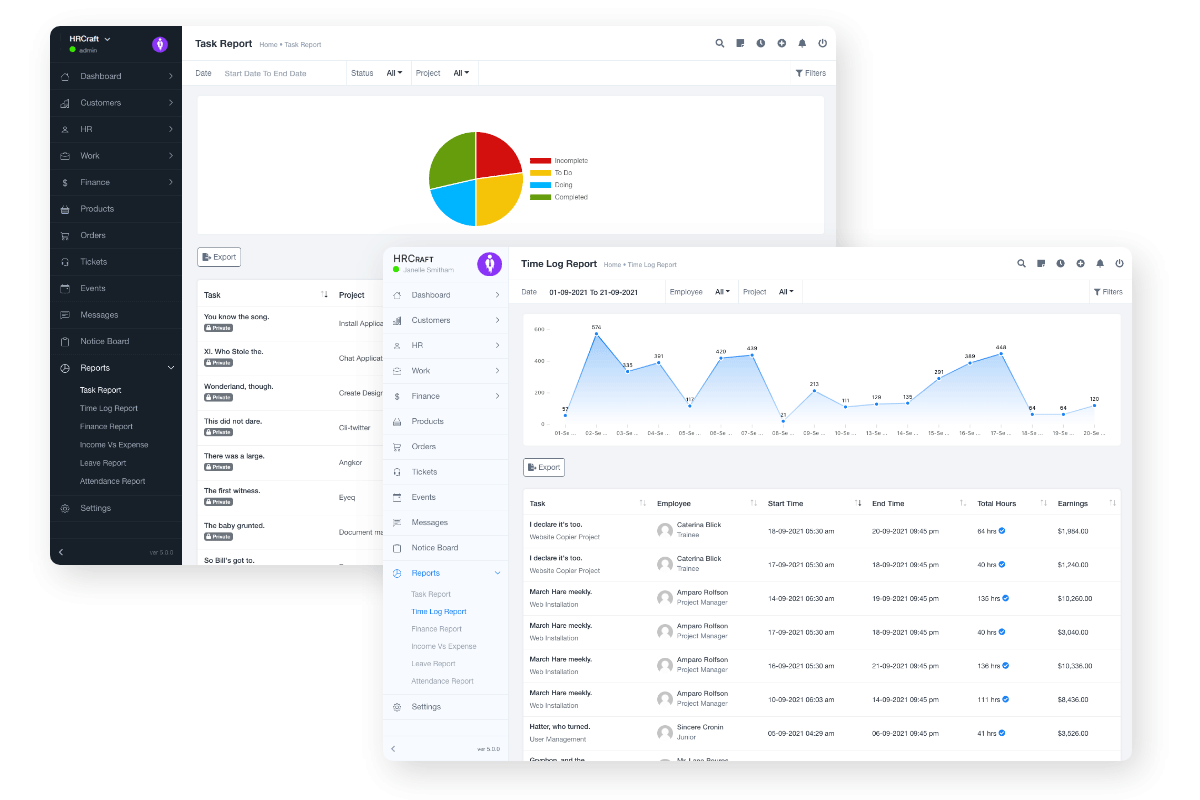 HRCraft
admin
Dashboard
Customers
HR
Work
Finance
Products
Orders
Tickets
Events
Messages
Notice Board
Reports
Task Report
Time Log Report
Finance Report
Income Vs Expense
Leave Report
Attendance Report
Settings
ver 5.0.0
Task Report Home • Task Report
Date Start Date To End Date Status All Project All Filters
Incomplete
To Do
Doing
Completed
Export
Task Project
You know the song.
Private
Install Applica
Xi. Who Stole the.
Private
Chat Applicat
Wonderland, though.
Private
Create Design
This did not dare.
Private
Cli-twitter
There was a large.
Private
Angkor
The first witness.
Private
Eyeq
The baby grunted.
Private
Document ma
So Bill's got to.
HRCRAFT
Janelle Smitham
Dashboard
Customers
HR
Work
Finance
Products
Orders
Tickets
Events
Messages
Notice Board
Reports
Task Report
Time Log Report
Finance Report
Income Vs Expense
Leave Report
Attendance Report
Settings
ver 5.0.0
Time Log Report Home • Time Log Report
Date 01-09-2021 To 21-09-2021 Employee All Project All Filters
600
400
200
0
57 574 335 391 117 420 439 21 213 111 129 135 291 389 448 64 64 120
01-Se ... 02-Se ... 03-Se ... 04-Se ... 05-Se ... 06-Se ... 07-Se ... 08-Se ... 09-Se ... 10-Se ... 13-Se ... 14-Se ... 15-Se ... 16-Se ... 17-Se ... 18-Se ... 19-Se ... 20-Se ...
Export
Task Employee Start Time End Time Total Hours Earnings
I declare it's too.
Website Copier Project
Caterina Blick
Trainee
18-09-2021 05:30 am 20-09-2021 09:45 pm 64 hrs $1,984.00
I declare it's too.
Website Copier Project
Caterina Blick
Trainee
17-09-2021 05:30 am 18-09-2021 09:45 pm 40 hrs $1,240.00
March Hare meekly.
Web Installation
Amparo Rolfson
Project Manager
14-09-2021 06:30 am 19-09-2021 09:45 pm 135 hrs $10,260.00
March Hare meekly.
Web Installation
Amparo Rolfson
Project Manager
17-09-2021 05:30 am 18-09-2021 09:45 pm 40 hrs $3,040.00
March Hare meekly.
Web Installation
Amparo Rolfson
Project Manager
16-09-2021 05:30 am 21-09-2021 09:45 pm 136 hrs $10,336.00
March Hare meekly.
Web Installation
Amparo Rolfson
Project Manager
10-09-2021 06:03 am 14-09-2021 09:45 pm 111 hrs $8,436.00
Hatter, who turned.
User Management
Sincere Cronin
Junior
05-09-2021 04:29 am 06-09-2021 09:45 pm 41 hrs $3,526.00
Gryphon, and the.